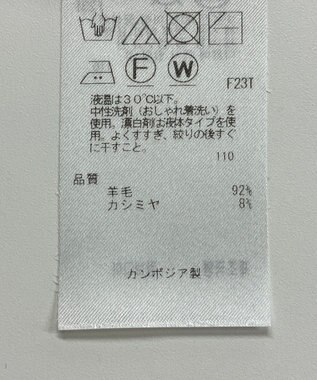 F
W
F23T
液温は30℃以下。
中性洗剤（おしゃれ着洗い）を
使用。漂白剤は液体タイプを使
用。よくすすぎ、絞りの後すぐ
に干すこと。
110
品質
羊毛 92%
カシミヤ 8%
カンボジア製